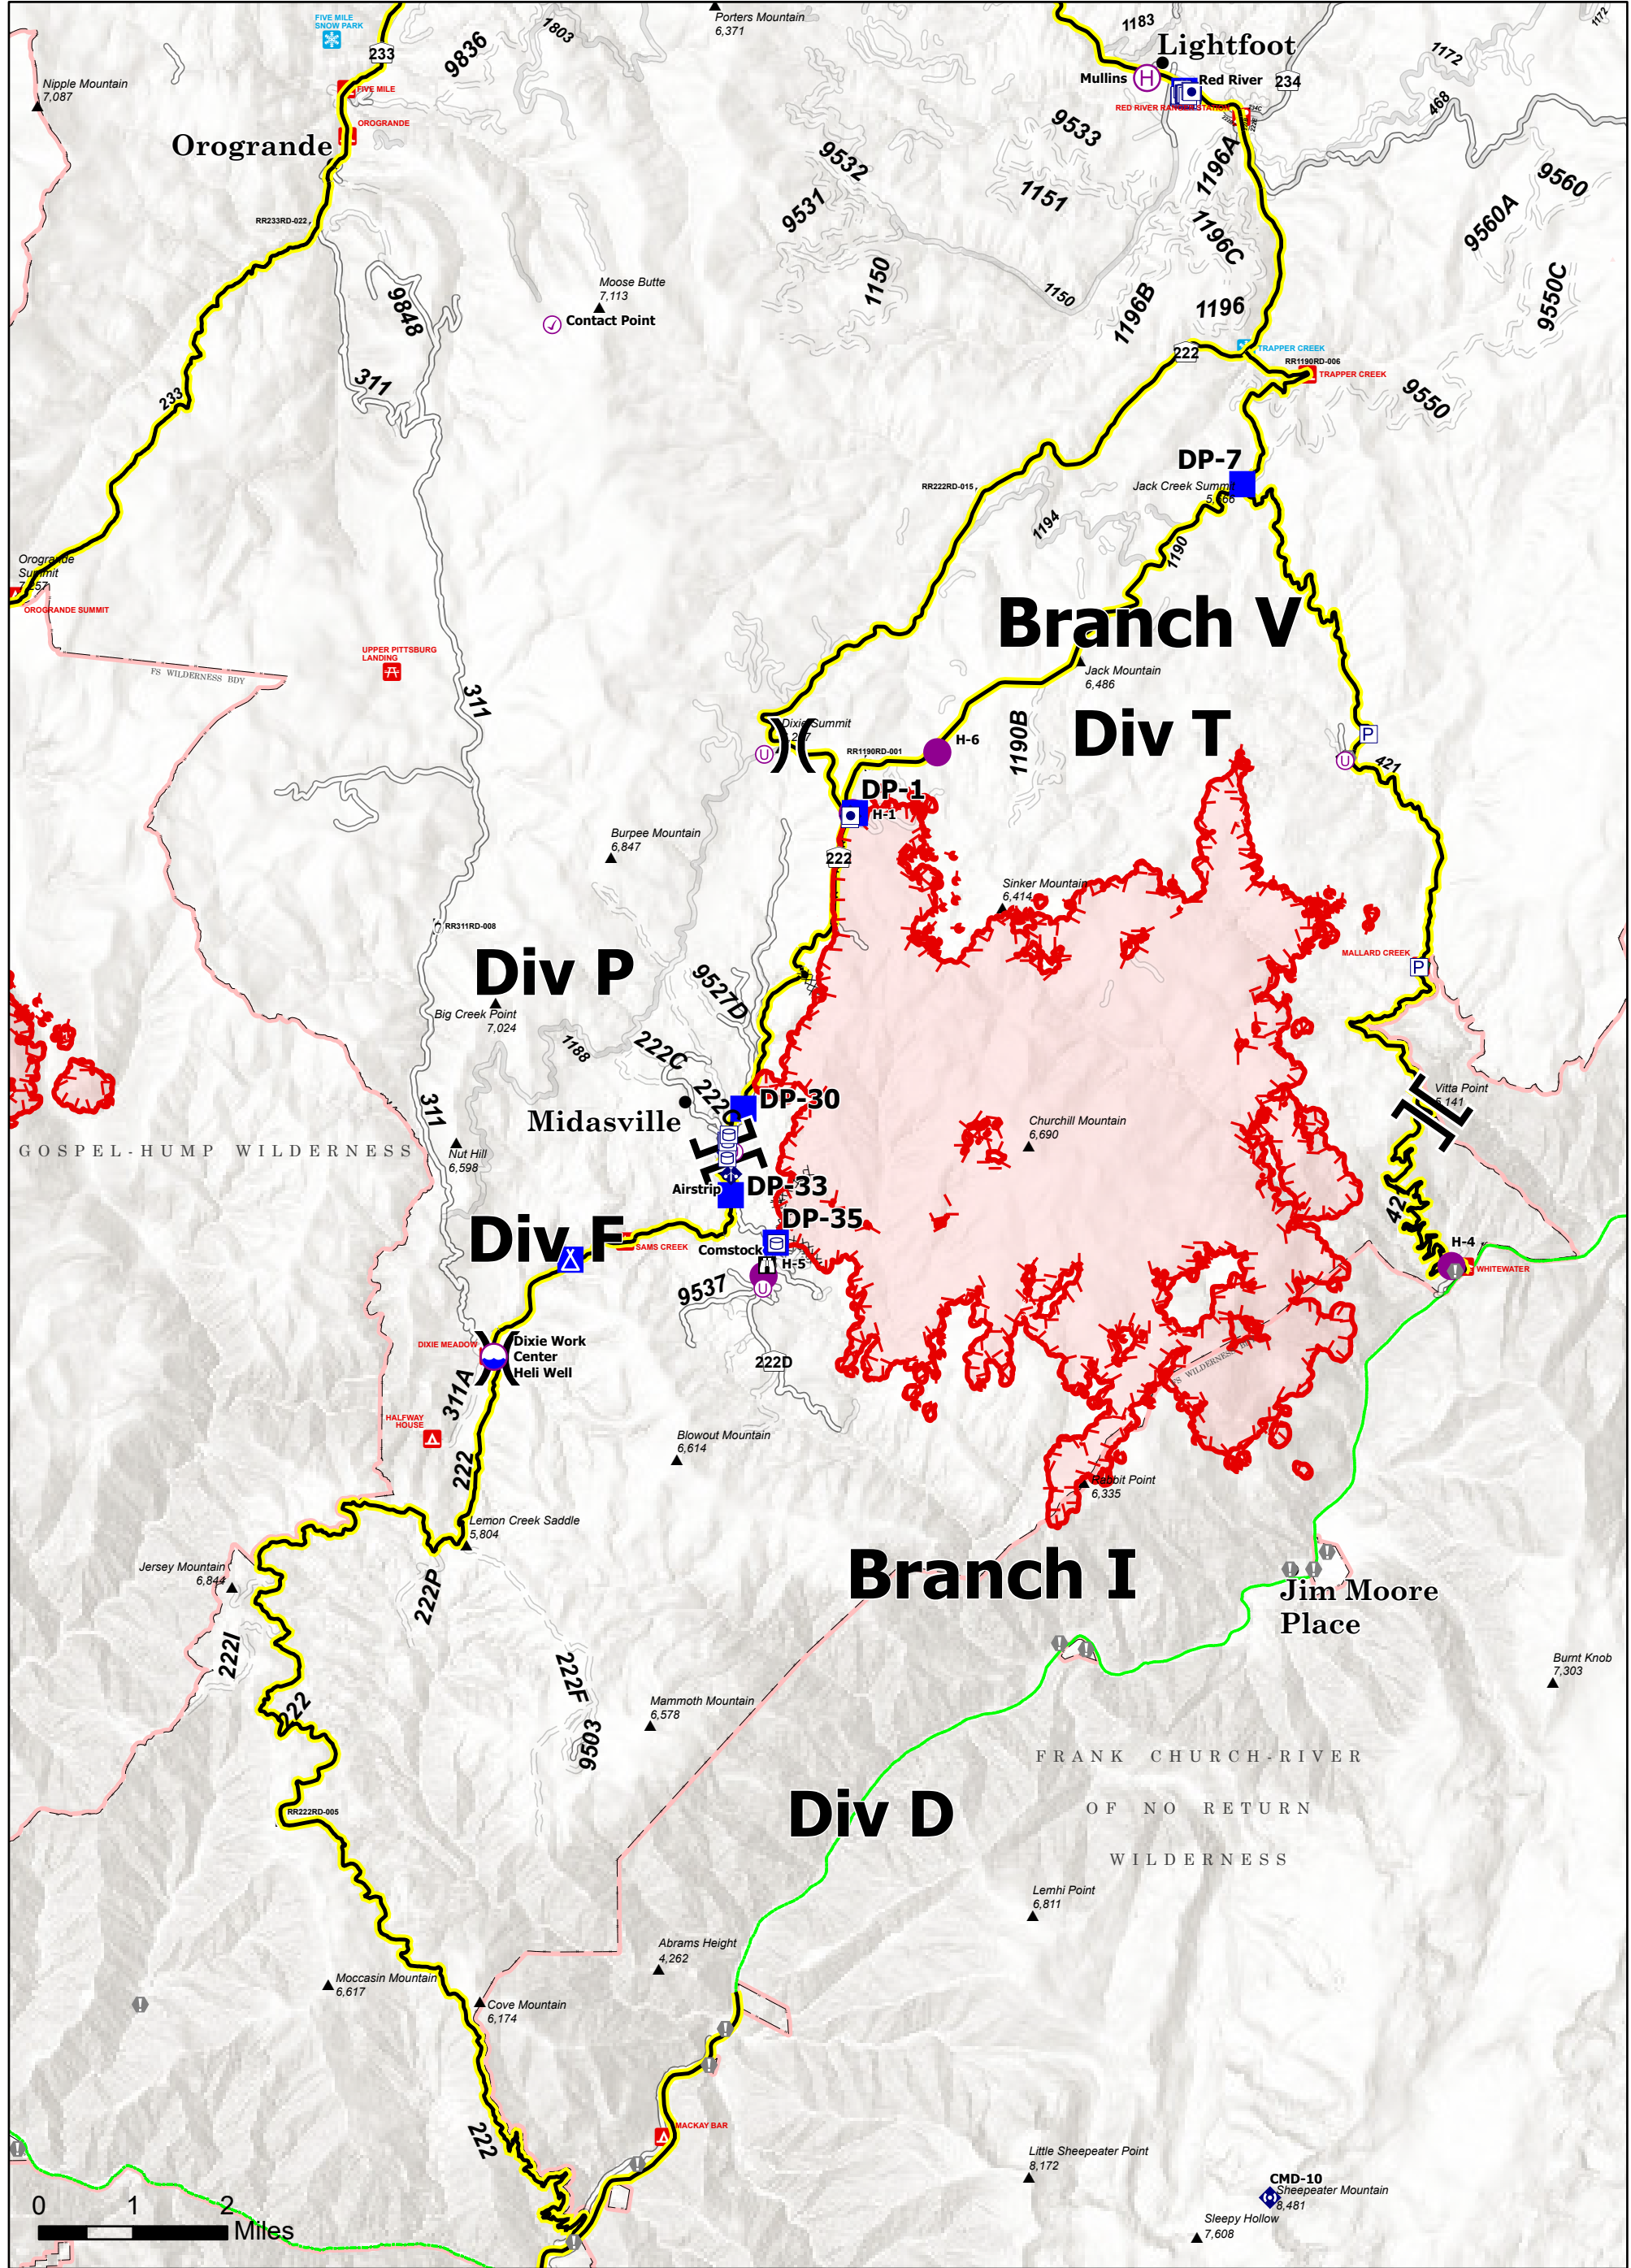 FIVE MILE
SNOW PARK
233
9836
1803
Porters Mountain
6,371
1183
Lightfoot
1172
1172
Nipple Mountain
7,087
FIVE MILE
Mullins
H
Red River
234
468
OROGRANDE
Orogrande
RED RIVER RANGER STATION
9533
9532
1196A
9560
9531
1151
9560A
1196C
RR233RD-022
Moose Butte
7,113
Contact Point
9848
1150
1150
1196B
1196
9550C
222
TRAPPER CREEK
RR1190RD-006
TRAPPER CREEK
311
233
9550
DP-7
Jack Creek Summit
RR222RD-015
1194
1190
Orogrande
Summit
7,257
OROGRANDE SUMMIT
Branch V
UPPER PITTSBURG
LANDING
FS WILDERNESS BDY
Jack Mountain
6,486
311
Dixie Summit
U
RR1190RD-001
H-6
1190B
Div T
P
U
421
DP-1
H-1
Burpee Mountain
6,847
222
Sinker Mountain
6,414
RR311RD-008
MALLARD CREEK
P
Div P
9527D
Big Creek Point
7,024
1188
222C
222G
DP-30
Midasville
311
Vitta Point
5,141
Churchill Mountain
6,690
GOSPEL-HUMP WILDERNESS
Nut Hill
6,598
Airstrip
DP-33
DP-35
421
Div F
SAMS CREEK
Comstock
H-5
U
9537
H-4
WHITEWATER
DIXIE MEADOW
Dixie Work
Center
Heli Well
222D
FS WILDERNESS BDY
311A
HALFWAY
HOUSE
222
Blowout Mountain
6,614
Rabbit Point
6,335
Lemon Creek Saddle
5,804
Jersey Mountain
6,844
222P
Branch I
Jim Moore
Place
222I
222F
Burnt Knob
7,303
222
Mammoth Mountain
6,578
9503
FRANK CHURCH-RIVER
OF NO RETURN
WILDERNESS
RR222RD-005
Div D
Lemhi Point
6,811
Abrams Height
4,262
Moccasin Mountain
6,617
Cove Mountain
6,174
MACKAY BAR
222
Little Sheepeater Point
8,172
CMD-10
Sheepeater Mountain
8,481
Sleepy Hollow
7,608
0 1 2
Miles